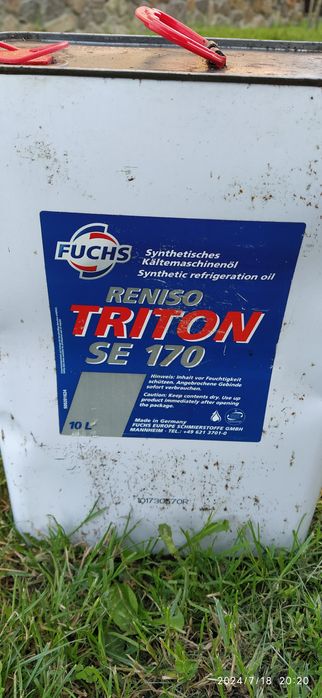 FUCHS
Synthetisches
Kältemaschinenöl
Synthetic refrigeration oil
RENISO
TRITON
SE 170
Hinweis: Inhalt vor Feuchtigkeit
schützen. Angebrochene Gebinde
sofort verbrauchen.
Caution: Keep contents dry. Use up
product immediately after opening
the package.
10 L
Made in Germany
FUCHS EUROPE SCHMIERSTOFFE GMBH
MANNHEIM - TEL.: +49 621 3701-0
2024/7/18 20:20